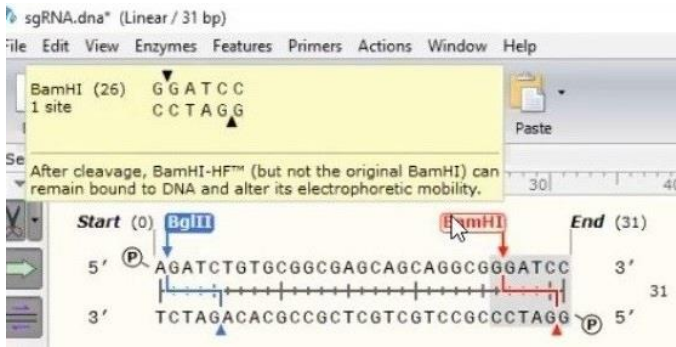 sgRNA.dna* (Linear / 31 bp)
File Edit View Enzymes Features Primers Actions Window Help
BamHI (26) GGATCC
1 site CCTAGG
After cleavage, BamHI-HF™ (but not the original BamHI) can
remain bound to DNA and alter its electrophoretic mobility.
Paste
Se
30 40
Start (0) BglII BamHI End (31)
5′ P AGATCTGTGCGGCGAGCAGCAGGCGGGATCC 3′
31
3′ TCTAGACACGCCGCTCGTCGTCCGCCCTAGG P 5′